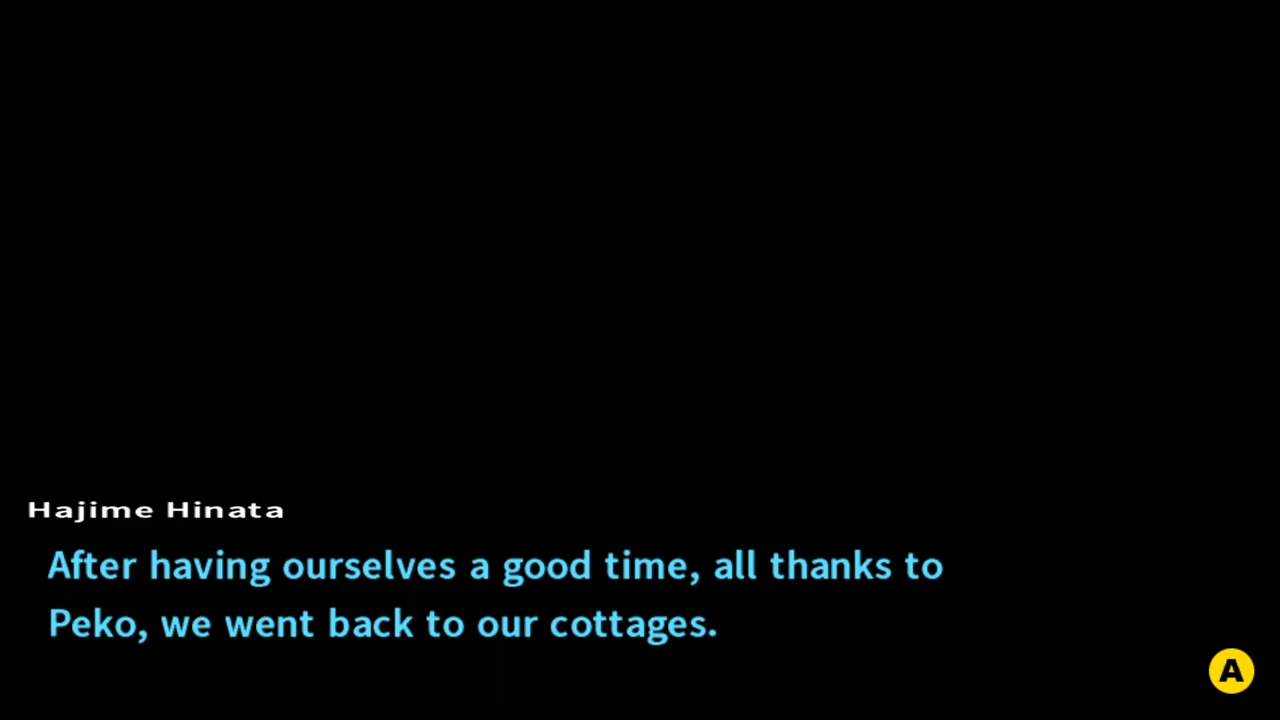 Hajime Hinata
After having ourselves a good time, all thanks to
Peko, we went back to our cottages.
A